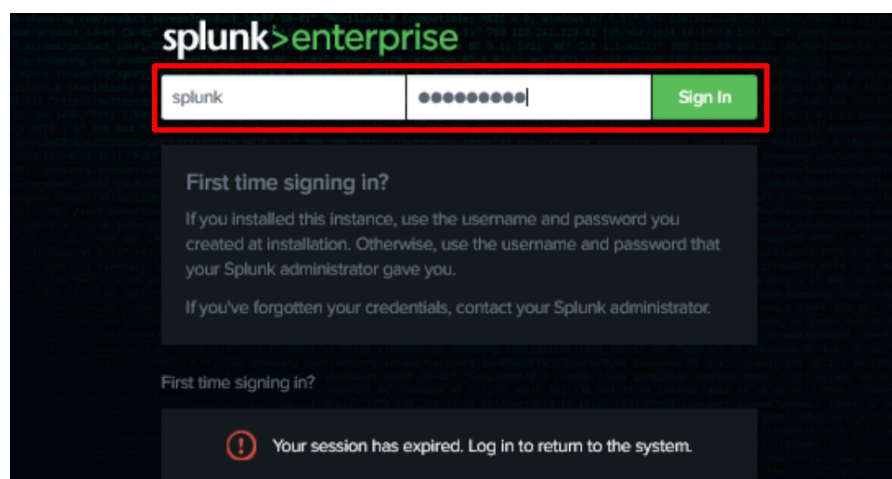 splunk>enterprise
splunk
●●●●●●●●●
Sign In
First time signing in?
If you installed this instance, use the username and password you
created at installation. Otherwise, use the username and password that
your Splunk administrator gave you.
If you've forgotten your credentials, contact your Splunk administrator.
First time signing in?
Your session has expired. Log in to return to the system.